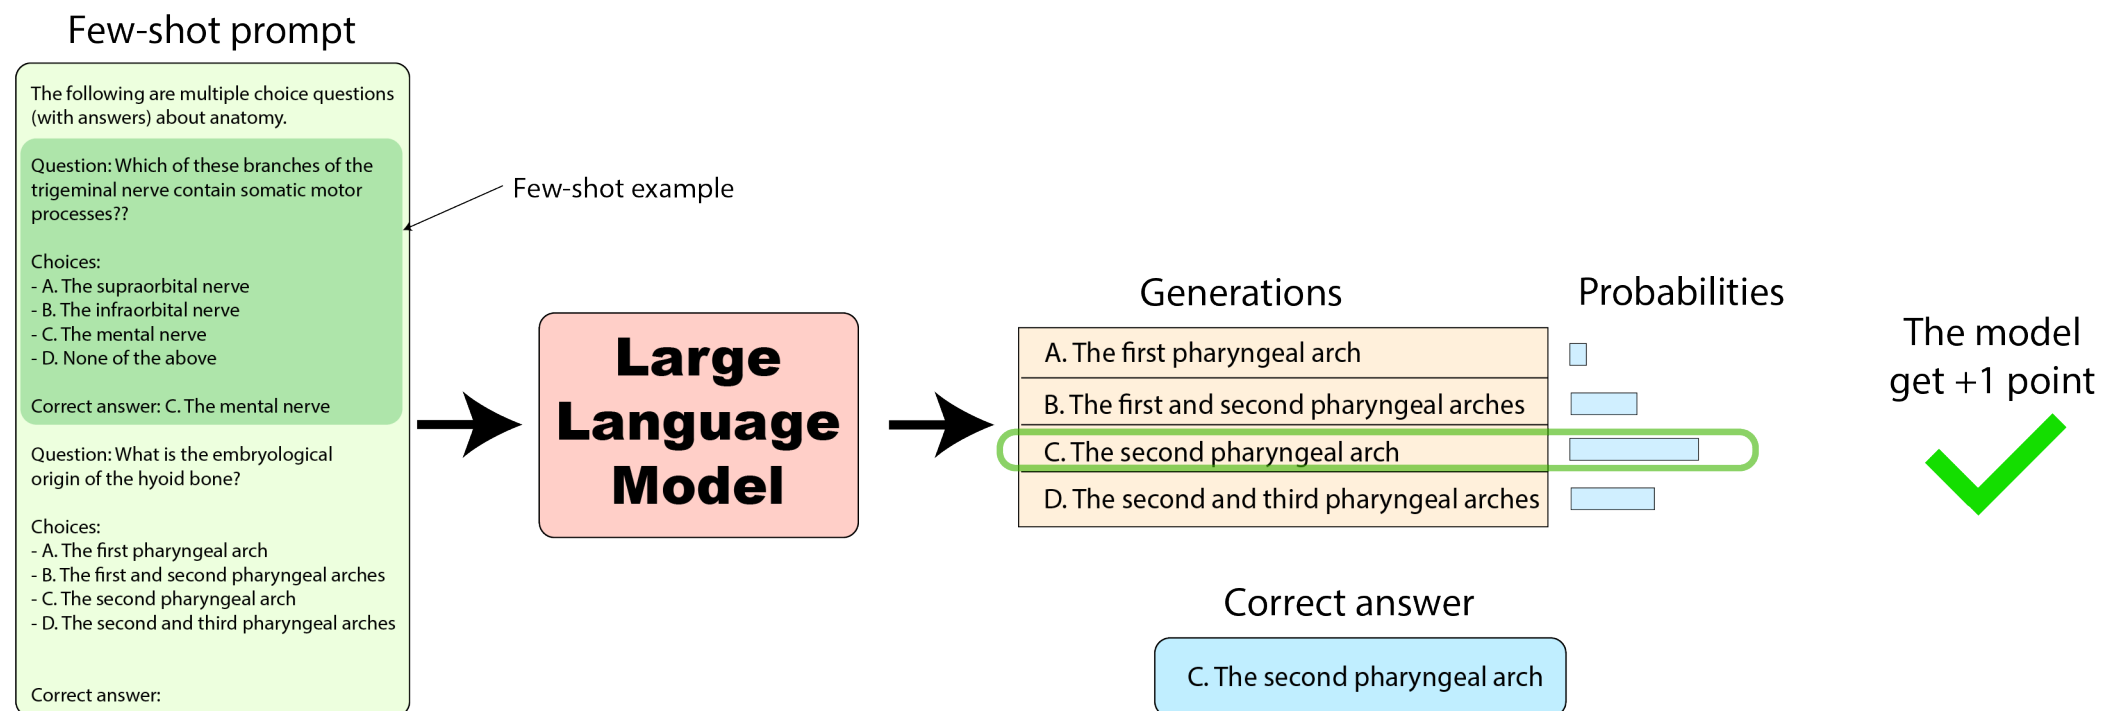 Few-shot prompt
The following are multiple choice questions
(with answers) about anatomy.
Question: Which of these branches of the
trigeminal nerve contain somatic motor
processes??
Choices:
- A. The supraorbital nerve
- B. The infraorbital nerve
- C. The mental nerve
- D. None of the above
Correct answer: C. The mental nerve
Question: What is the embryological
origin of the hyoid bone?
Choices:
- A. The first pharyngeal arch
- B. The first and second pharyngeal arches
- C. The second pharyngeal arch
- D. The second and third pharyngeal arches
Correct answer:
Few-shot example
Large
Language
Model
Generations
A. The first pharyngeal arch
B. The first and second pharyngeal arches
C. The second pharyngeal arch
D. The second and third pharyngeal arches
Probabilities
The model
get +1 point
Correct answer
C. The second pharyngeal arch